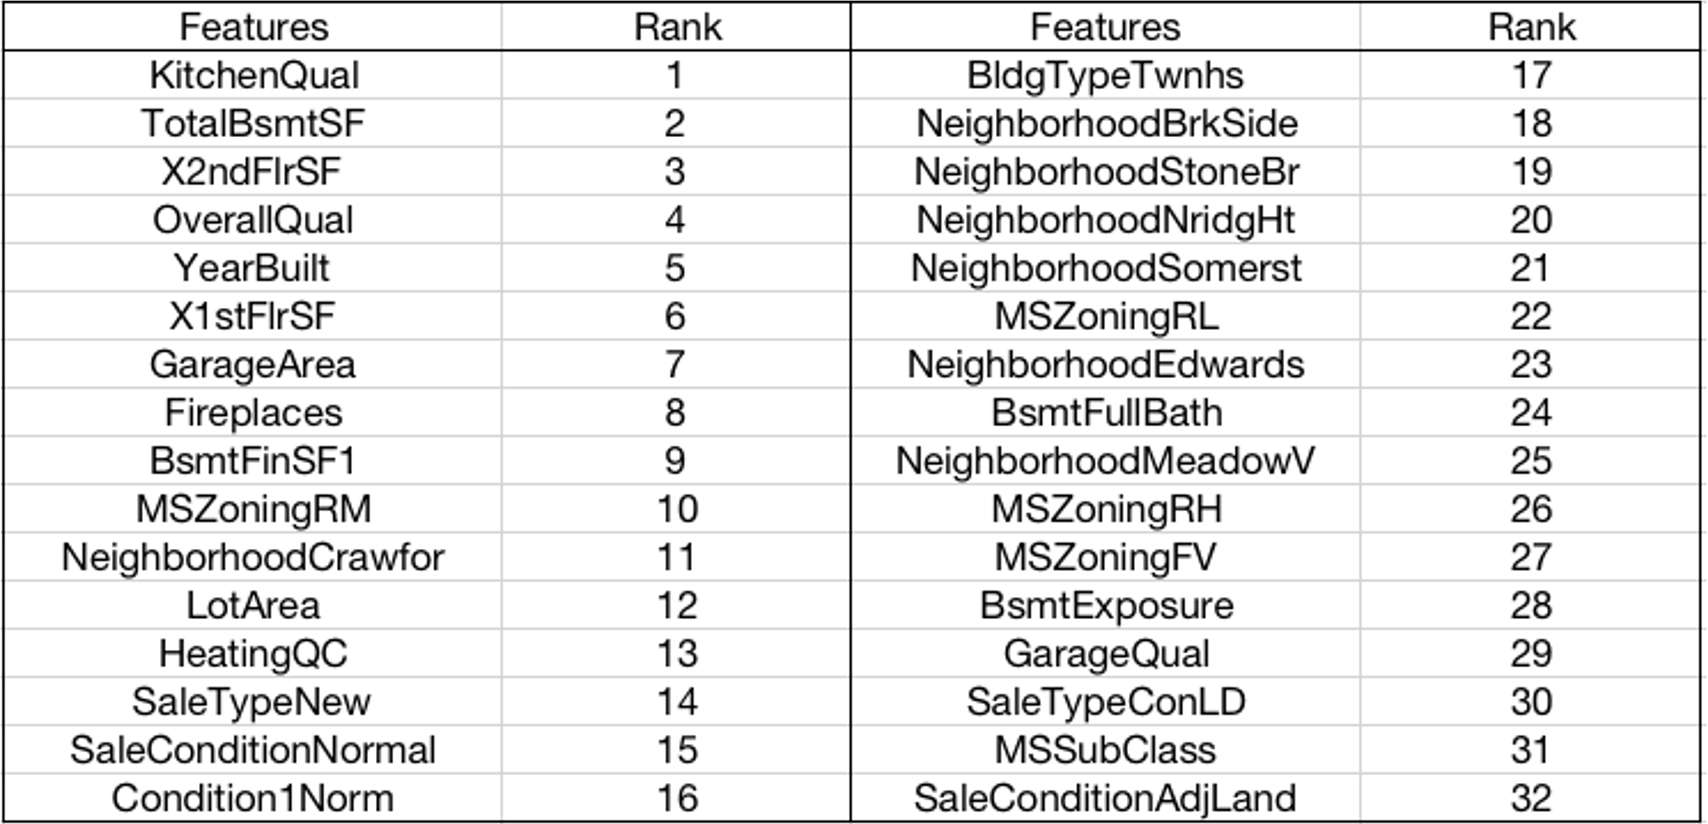 Features Rank Features Rank
KitchenQual 1 BldgTypeTwnhs 17
TotalBsmtSF 2 NeighborhoodBrkSide 18
X2ndFlrSF 3 NeighborhoodStoneBr 19
OverallQual 4 NeighborhoodNridgHt 20
YearBuilt 5 NeighborhoodSomerst 21
X1stFlrSF 6 MSZoningRL 22
GarageArea 7 NeighborhoodEdwards 23
Fireplaces 8 BsmtFullBath 24
BsmtFinSF1 9 NeighborhoodMeadowV 25
MSZoningRM 10 MSZoningRH 26
NeighborhoodCrawfor 11 MSZoningFV 27
LotArea 12 BsmtExposure 28
HeatingQC 13 GarageQual 29
SaleTypeNew 14 SaleTypeConLD 30
SaleConditionNormal 15 MSSubClass 31
Condition1Norm 16 SaleConditionAdjLand 32